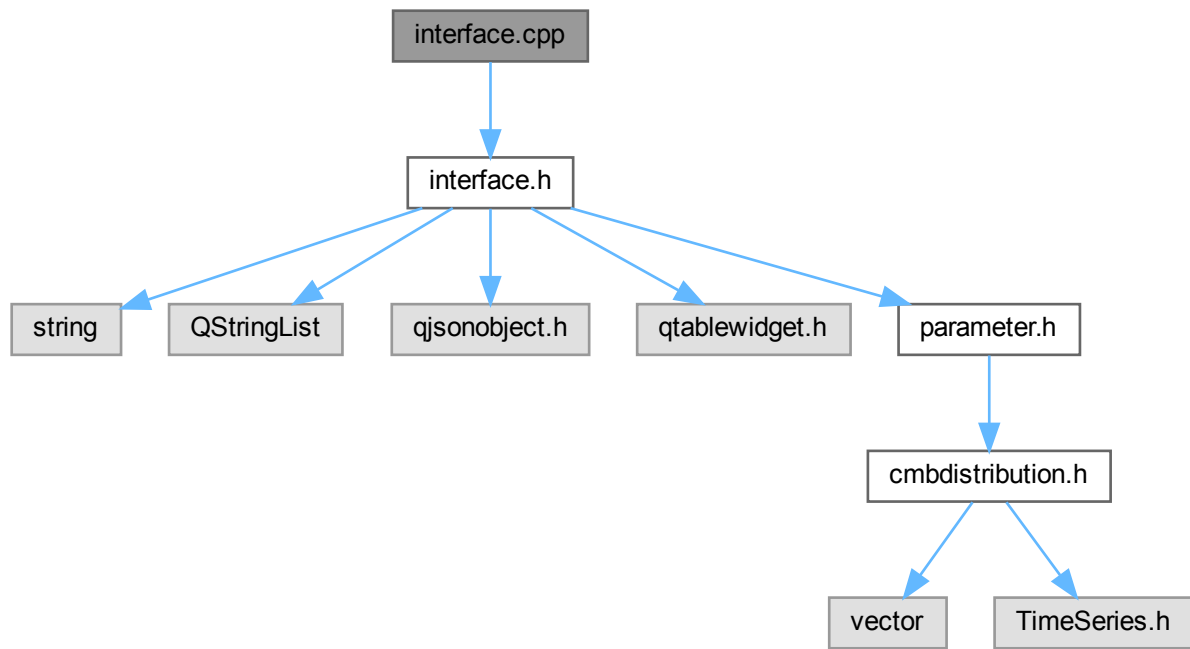 interface.cpp
interface.h
string
QStringList
qjsonobject.h
qtablewidget.h
parameter.h
cmbdistribution.h
vector
TimeSeries.h